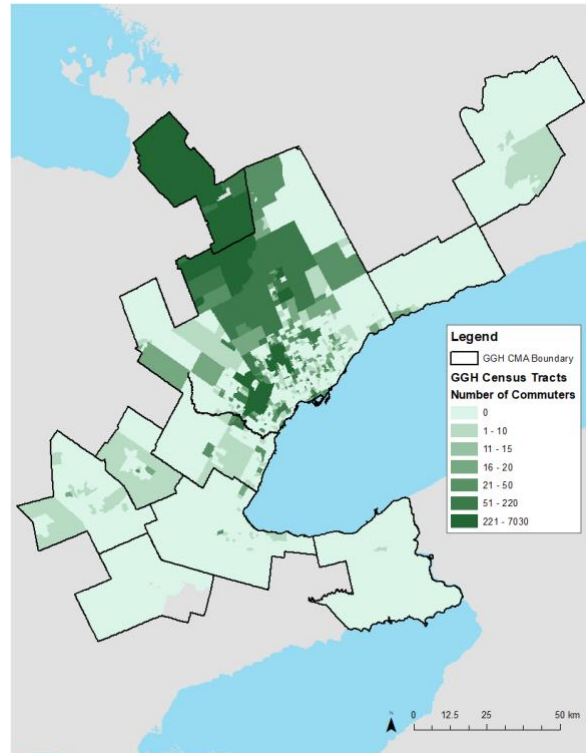 Legend
GGH CMA Boundary
GGH Census Tracts
Number of Commuters
0
1 - 10
11 - 15
16 - 20
21 - 50
51 - 220
221 - 7030
N
0 12.5 25 50 km